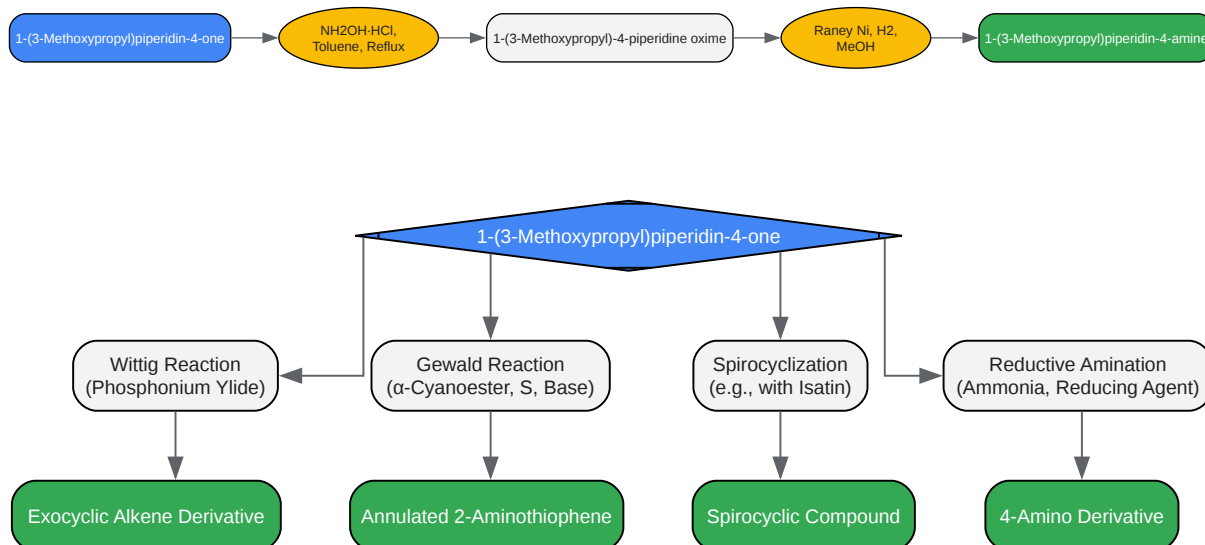 1-(3-Methoxypropyl)piperidin-4-one
NH2OH·HCl,
Toluene, Reflux
1-(3-Methoxypropyl)-4-piperidine oxime
Raney Ni, H2,
MeOH
1-(3-Methoxypropyl)piperidin-4-amine
1-(3-Methoxypropyl)piperidin-4-one
Wittig Reaction
(Phosphonium Ylide)
Gewald Reaction
(α-Cyanoester, S, Base)
Spirocyclization
(e.g., with Isatin)
Reductive Amination
(Ammonia, Reducing Agent)
Exocyclic Alkene Derivative
Annulated 2-Aminothiophene
Spirocyclic Compound
4-Amino Derivative